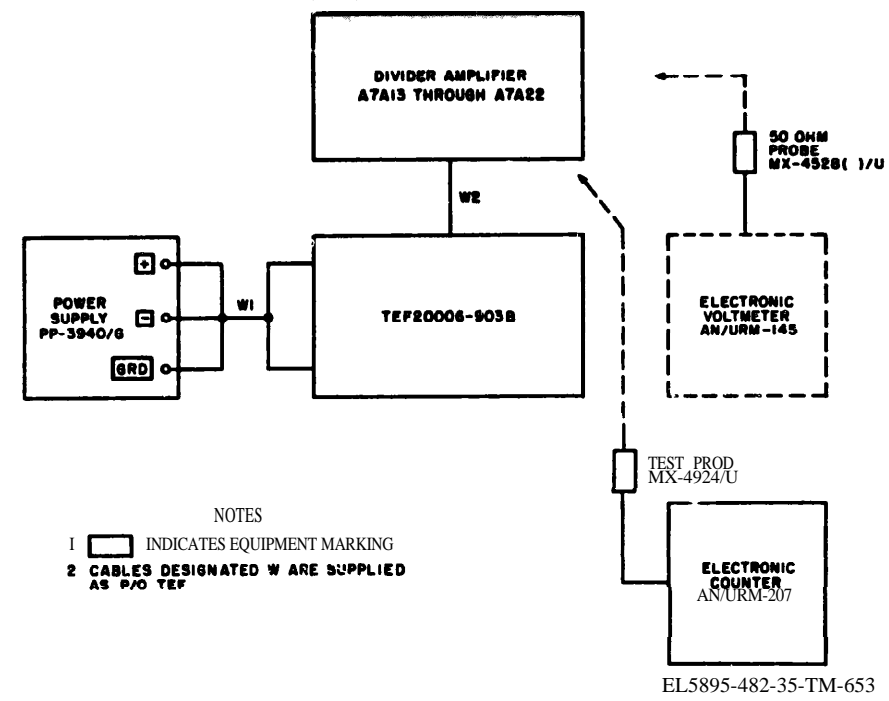 DIVIDER AMPLIFIER
A7A13 THROUGH A7A22
50 OHM
PROBE
MX-4528( )/U
W2
+
POWER
SUPPLY
PP-3940/G
-
GRD
W1
TEF20006-903B
ELECTRONIC
VOLTMETER
AN/URM-145
TEST PROD
MX-4924/U
NOTES
I INDICATES EQUIPMENT MARKING
2 CABLES DESIGNATED W ARE SUPPLIED
AS P/O TEF
ELECTRONIC
COUNTER
AN/URM-207
EL5895-482-35-TM-653